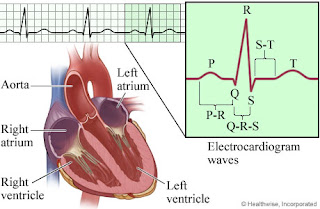 Aorta
Left
atrium
Right
atrium
Right
ventricle
Left
ventricle
R
S-T
P
T
Q
S
P-R
Q-R-S
Electrocardiogram
waves
© Healthwise, Incorporated